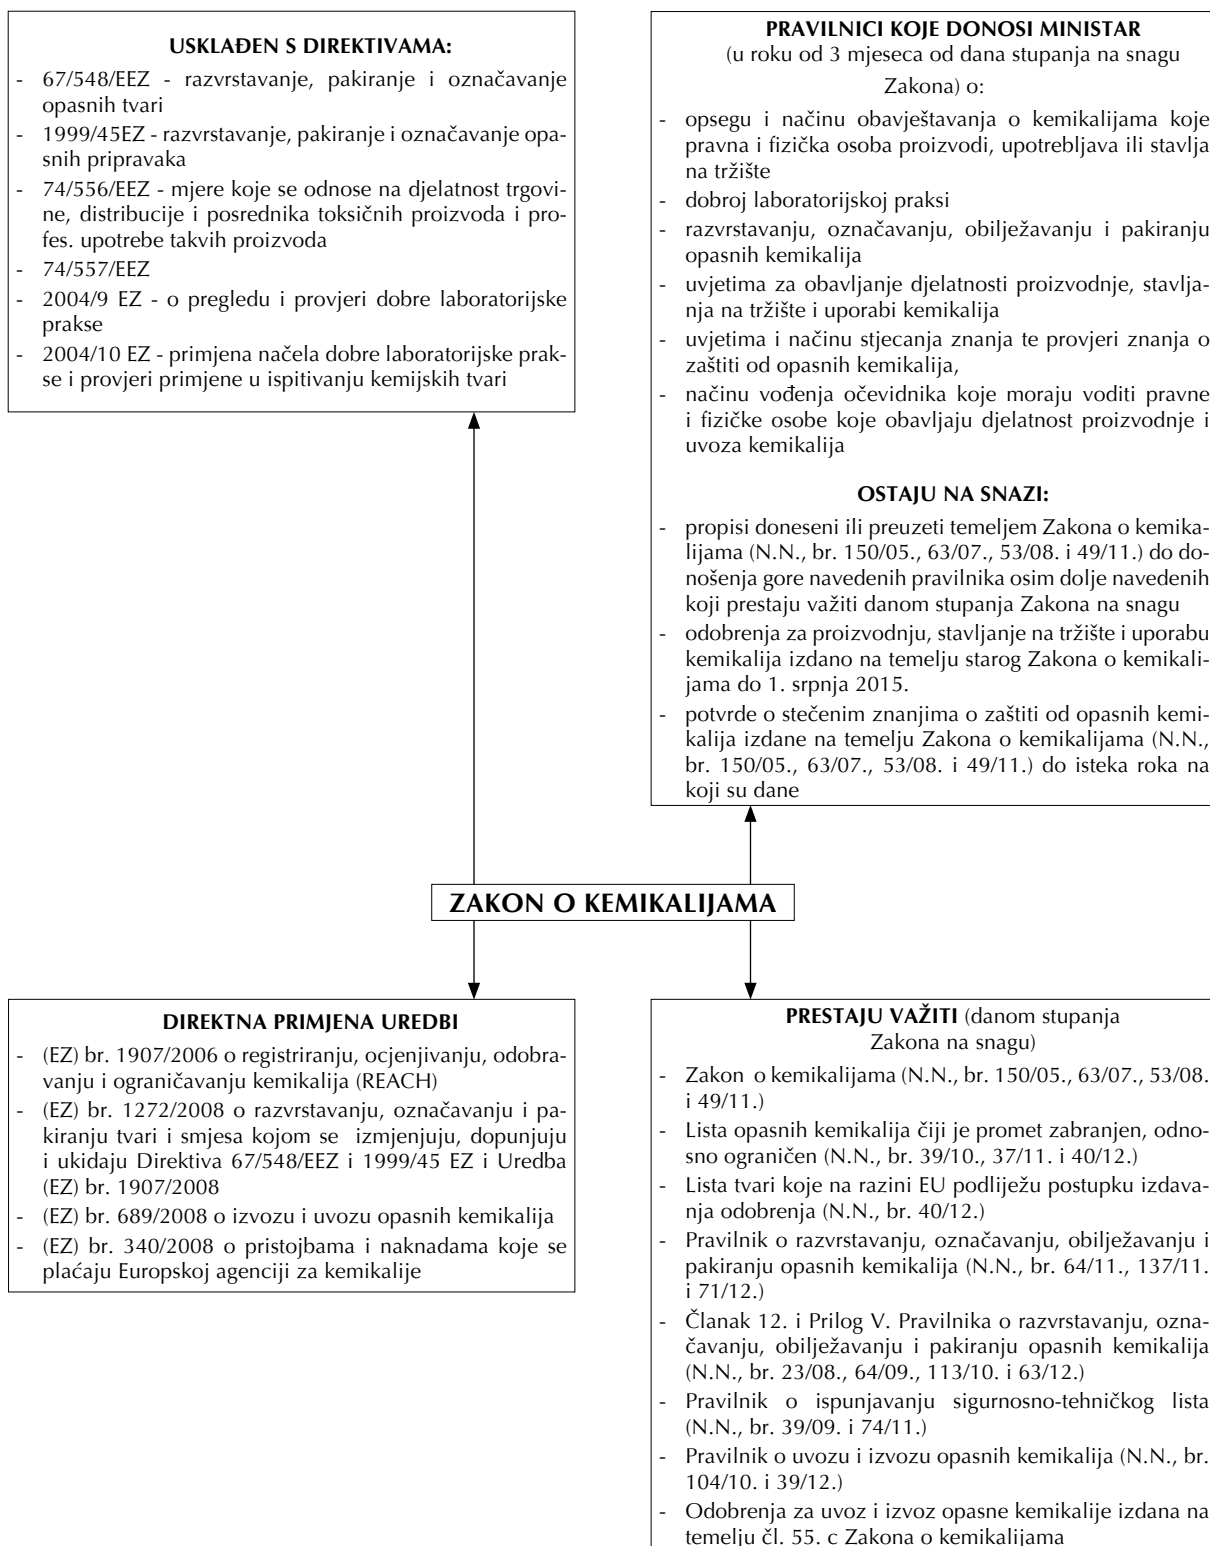 USKLAĐEN S DIREKTIVAMA:
- 67/548/EEZ - razvrstavanje, pakiranje i označavanje
opasnih tvari
- 1999/45EZ - razvrstavanje, pakiranje i označavanje opa-
snih pripravaka
- 74/556/EEZ - mjere koje se odnose na djelatnost trgovi-
ne, distribucije i posrednika toksičnih proizvoda i pro-
fes. upotrebe takvih proizvoda
- 74/557/EEZ
- 2004/9 EZ - o pregledu i provjeri dobre laboratorijske
prakse
- 2004/10 EZ - primjena načela dobre laboratorijske prak-
se i provjeri primjene u ispitivanju kemijskih tvari
PRAVILNICI KOJE DONOSI MINISTAR
(u roku od 3 mjeseca od dana stupanja na snagu
Zakona) o:
- opsegu i načinu obavještavanja o kemikalijama koje
pravna i fizička osoba proizvodi, upotrebljava ili stavlja
na tržište
- dobroj laboratorijskoj praksi
- razvrstavanju, označavanju, obilježavanju i pakiranju
opasnih kemikalija
- uvjetima za obavljanje djelatnosti proizvodnje, stavlja-
nja na tržište i uporabi kemikalija
- uvjetima i načinu stjecanja znanja te provjeri znanja o
zaštiti od opasnih kemikalija,
- načinu vođenja očevidnika koje moraju voditi pravne
i fizičke osobe koje obavljaju djelatnost proizvodnje i
uvoza kemikalija
OSTAJU NA SNAZI:
- propisi doneseni ili preuzeti temeljem Zakona o kemika-
lijama (N.N., br. 150/05., 63/07., 53/08. i 49/11.) do do-
nošenja gore navedenih pravilnika osim dolje navedenih
koji prestaju važiti danom stupanja Zakona na snagu
- odobrenja za proizvodnju, stavljanje na tržište i uporabu
kemikalija izdano na temelju starog Zakona o kemikali-
jama do 1. srpnja 2015.
- potvrde o stečenim znanjima o zaštiti od opasnih kemi-
kalija izdane na temelju Zakona o kemikalijama (N.N.,
br. 150/05., 63/07., 53/08. i 49/11.) do isteka roka na
koji su dane
ZAKON O KEMIKALIJAMA
DIREKTNA PRIMJENA UREDBI
- (EZ) br. 1907/2006 o registriranju, ocjenjivanju, odobra-
vanju i ograničavanju kemikalija (REACH)
- (EZ) br. 1272/2008 o razvrstavanju, označavanju i pa-
kiranju tvari i smjesa kojom se izmjenjuju, dopunjuju
i ukidaju Direktiva 67/548/EEZ i 1999/45 EZ i Uredba
(EZ) br. 1907/2008
- (EZ) br. 689/2008 o izvozu i uvozu opasnih kemikalija
- (EZ) br. 340/2008 o pristojbama i naknadama koje se
plaćaju Europskoj agenciji za kemikalije
PRESTAJU VAŽITI (danom stupanja
Zakona na snagu)
- Zakon o kemikalijama (N.N., br. 150/05., 63/07., 53/08.
i 49/11.)
- Lista opasnih kemikalija čiji je promet zabranjen, odno-
sno ograničen (N.N., br. 39/10., 37/11. i 40/12.)
- Lista tvari koje na razini EU podliježu postupku izdava-
nja odobrenja (N.N., br. 40/12.)
- Pravilnik o razvrstavanju, označavanju, obilježavanju i
pakiranju opasnih kemikalija (N.N., br. 64/11., 137/11.
i 71/12.)
- Članak 12. i Prilog V. Pravilnika o razvrstavanju, ozna-
čavanju, obilježavanju i pakiranju opasnih kemikalija
(N.N., br. 23/08., 64/09., 113/10. i 63/12.)
- Pravilnik o ispunjavanju sigurnosno-tehničkog lista
(N.N., br. 39/09. i 74/11.)
- Pravilnik o uvozu i izvozu opasnih kemikalija (N.N., br.
104/10. i 39/12.)
- Odobrenja za uvoz i izvoz opasne kemikalije izdana na
temelju čl. 55. c Zakona o kemikalijama